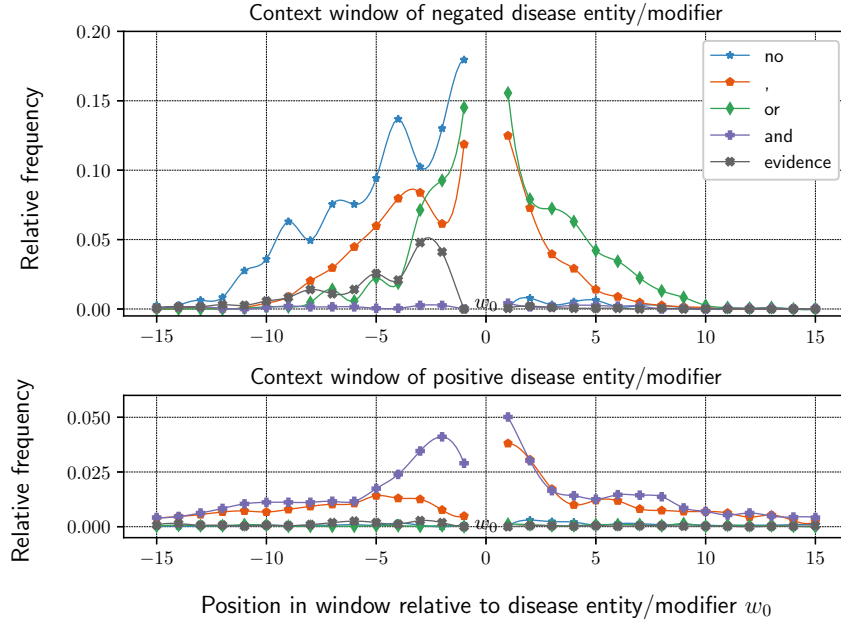 Context window of negated disease entity/modifier
Relative frequency
0.20
0.15
0.10
0.05
0.00
no
,
or
and
evidence
w0
−15
−10
−5
0
5
10
15
Context window of positive disease entity/modifier
Relative frequency
0.050
0.025
0.000
w0
−15
−10
−5
0
5
10
15
Position in window relative to disease entity/modifier w0